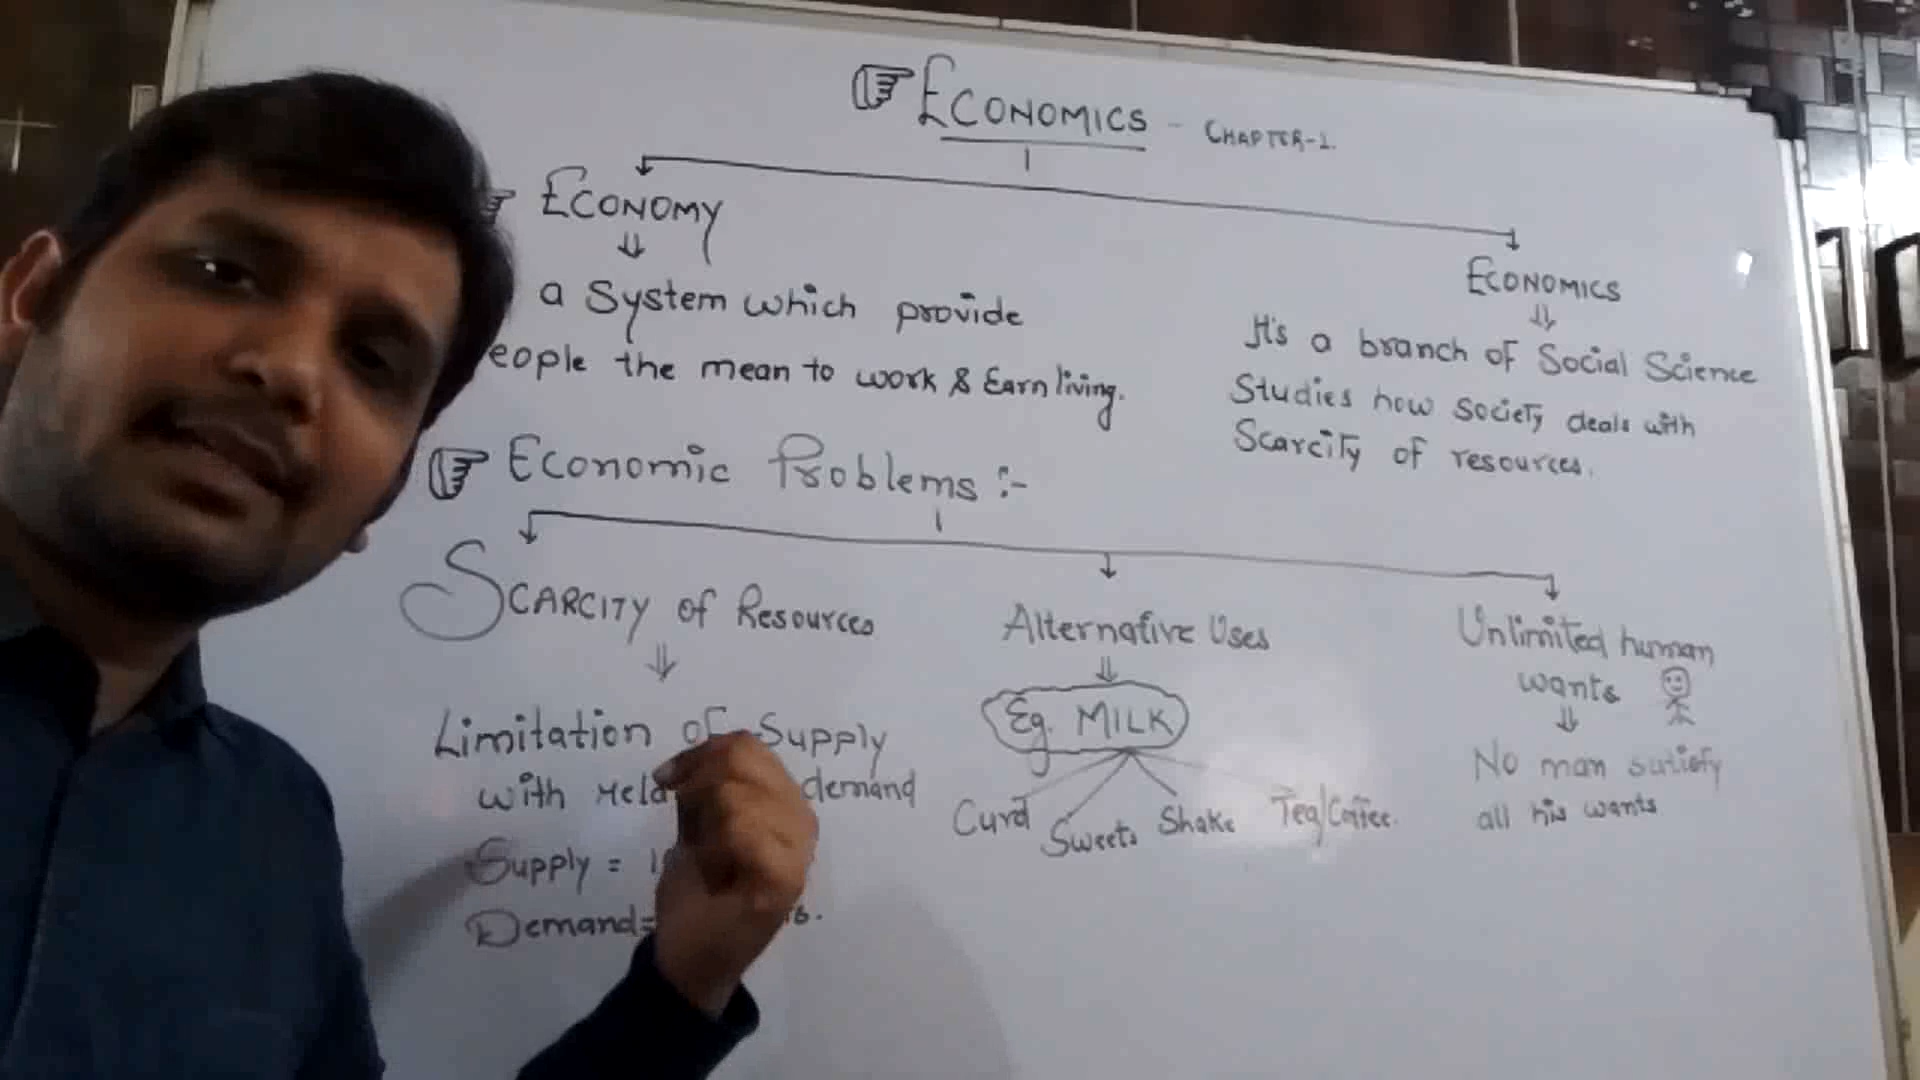 ECONOMICS - CHAPTER-1.
ECONOMY
a System which provide
eople the mean to work & Earn living.
ECONOMICS
It's a branch of Social Science
Studies how society deals with
Scarcity of resources.
Economic Problems :-
SCARCITY of Resources
Limitation of Supply
with demand
Supply =
Demand=
Alternative Uses
Eg. MILK
Curd Sweets Shake Tea/Coffee.
Unlimited human
wants
No man satisfy
all his wants